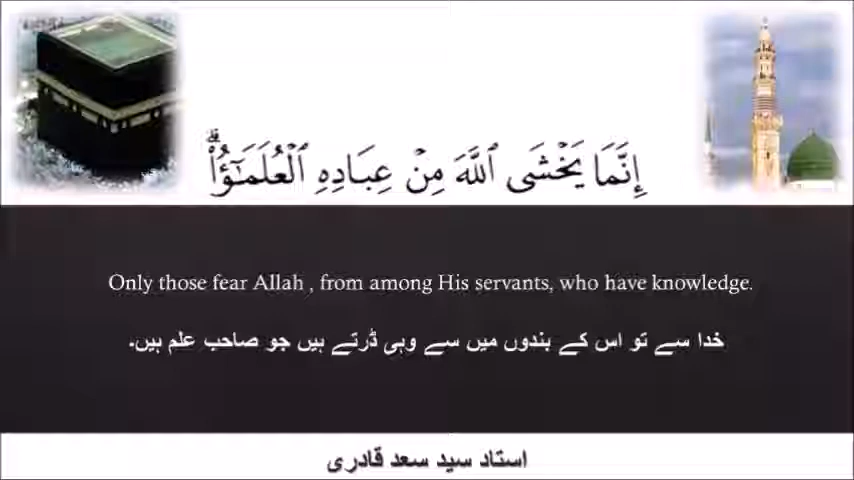 إِنَّمَا يَخْشَى ٱللَّهَ مِنْ عِبَادِهِ ٱلْعُلَمَـٰٓؤُا۟ ۗ
Only those fear Allah , from among His servants, who have knowledge.
خدا سے تو اس کے بندوں میں سے وہی ڈرتے ہیں جو صاحب علم ہیں۔
استاد سید سعد قادری